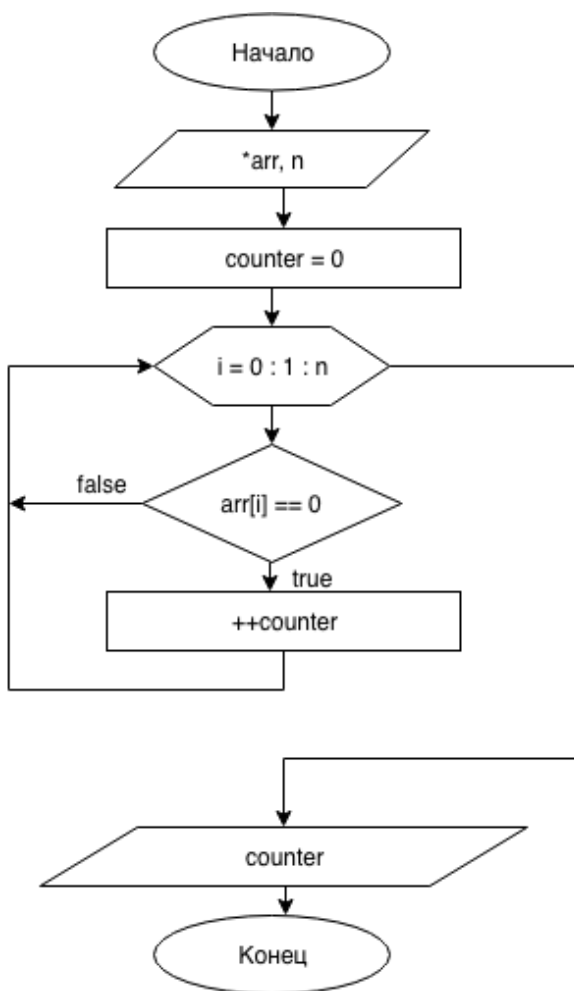 Начало
*arr, n
counter = 0
i = 0 : 1 : n
false
arr[i] == 0
true
++counter
counter
Конец